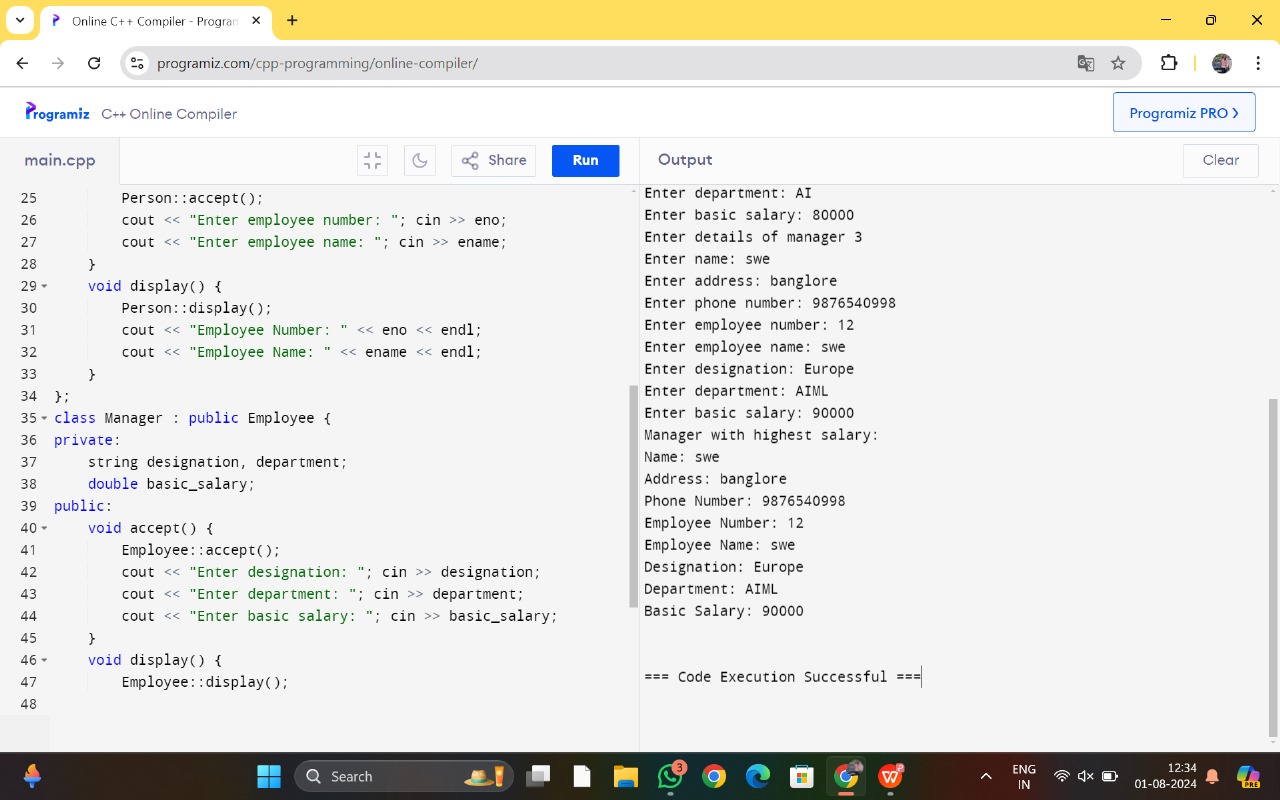 Online C++ Compiler - Program
programiz.com/cpp-programming/online-compiler/
Programiz C++ Online Compiler
Programiz PRO ❯
main.cpp
Share
Run
Output
Clear
25 Person::accept();
26 cout << "Enter employee number: "; cin >> eno;
27 cout << "Enter employee name: "; cin >> ename;
28 }
29 void display() {
30 Person::display();
31 cout << "Employee Number: " << eno << endl;
32 cout << "Employee Name: " << ename << endl;
33 }
34 };
35 class Manager : public Employee {
36 private:
37 string designation, department;
38 double basic_salary;
39 public:
40 void accept() {
41 Employee::accept();
42 cout << "Enter designation: "; cin >> designation;
43 cout << "Enter department: "; cin >> department;
44 cout << "Enter basic salary: "; cin >> basic_salary;
45 }
46 void display() {
47 Employee::display();
48
Enter department: AI
Enter basic salary: 80000
Enter details of manager 3
Enter name: swe
Enter address: banglore
Enter phone number: 9876540998
Enter employee number: 12
Enter employee name: swe
Enter designation: Europe
Enter department: AIML
Enter basic salary: 90000
Manager with highest salary:
Name: swe
Address: banglore
Phone Number: 9876540998
Employee Number: 12
Employee Name: swe
Designation: Europe
Department: AIML
Basic Salary: 90000
=== Code Execution Successful ===
Search
3
ENG
IN
12:34
01-08-2024
PRE